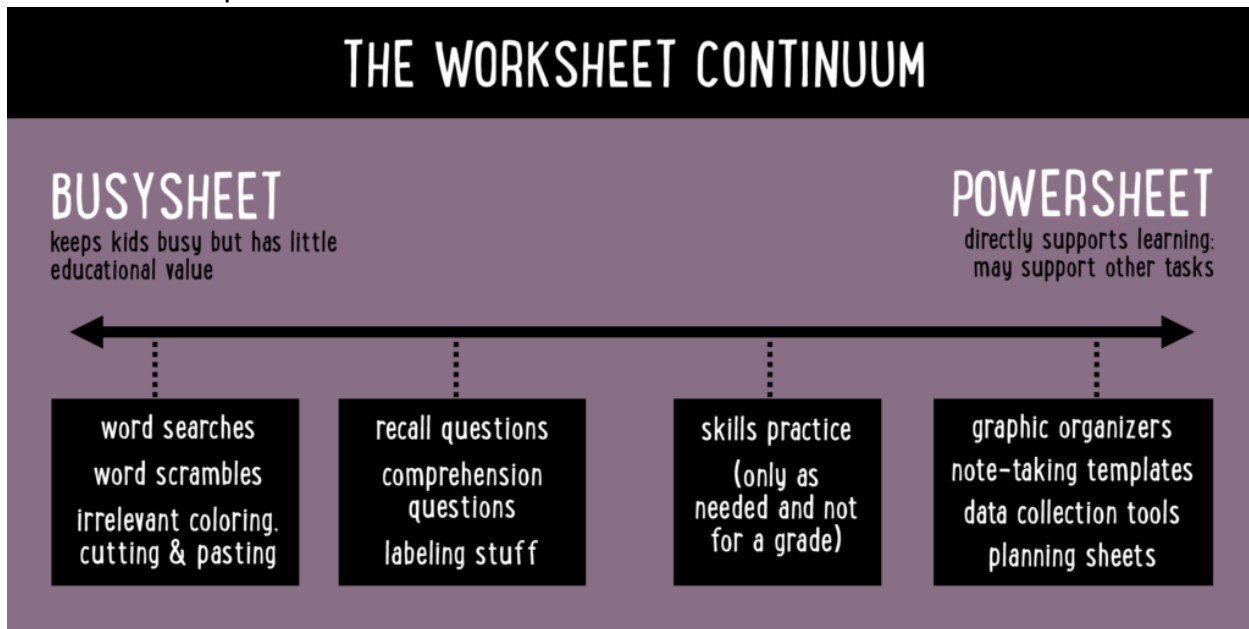 THE WORKSHEET CONTINUUM
BUSYSHEET
keeps kids busy but has little
educational value
POWERSHEET
directly supports learning;
may support other tasks
word searches
word scrambles
irrelevant coloring,
cutting & pasting
recall questions
comprehension
questions
labeling stuff
skills practice
(only as
needed and not
for a grade)
graphic organizers
note-taking templates
data collection tools
planning sheets